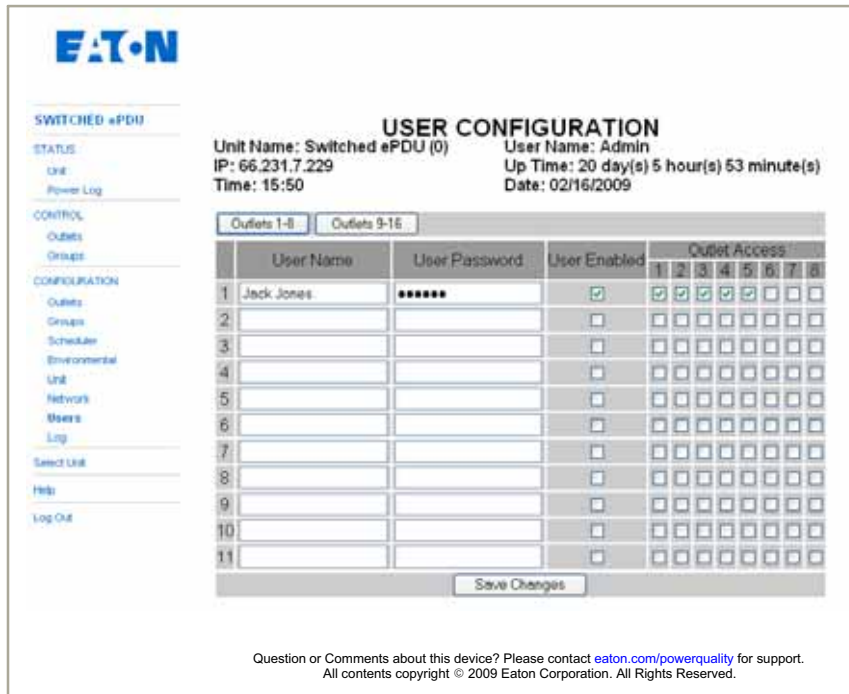 EATON
SWITCHED ePDU
STATUS
Unit
Power Log
CONTROL
Outlets
Groups
CONFIGURATION
Outlets
Groups
Scheduler
Environmental
Unit
Network
Users
Log
Select Unit
Help
Log Out
USER CONFIGURATION
Unit Name: Switched ePDU (0) User Name: Admin
IP: 66.231.7.229 Up Time: 20 day(s) 5 hour(s) 53 minute(s)
Time: 15:50 Date: 02/16/2009
Outlets 1-8 Outlets 9-16
User Name User Password User Enabled Outlet Access
1 2 3 4 5 6 7 8
1 Jack Jones ●●●●●●
2
3
4
5
6
7
8
9
10
11
Save Changes
Question or Comments about this device? Please contact eaton.com/powerquality for support.
All contents copyright © 2009 Eaton Corporation. All Rights Reserved.